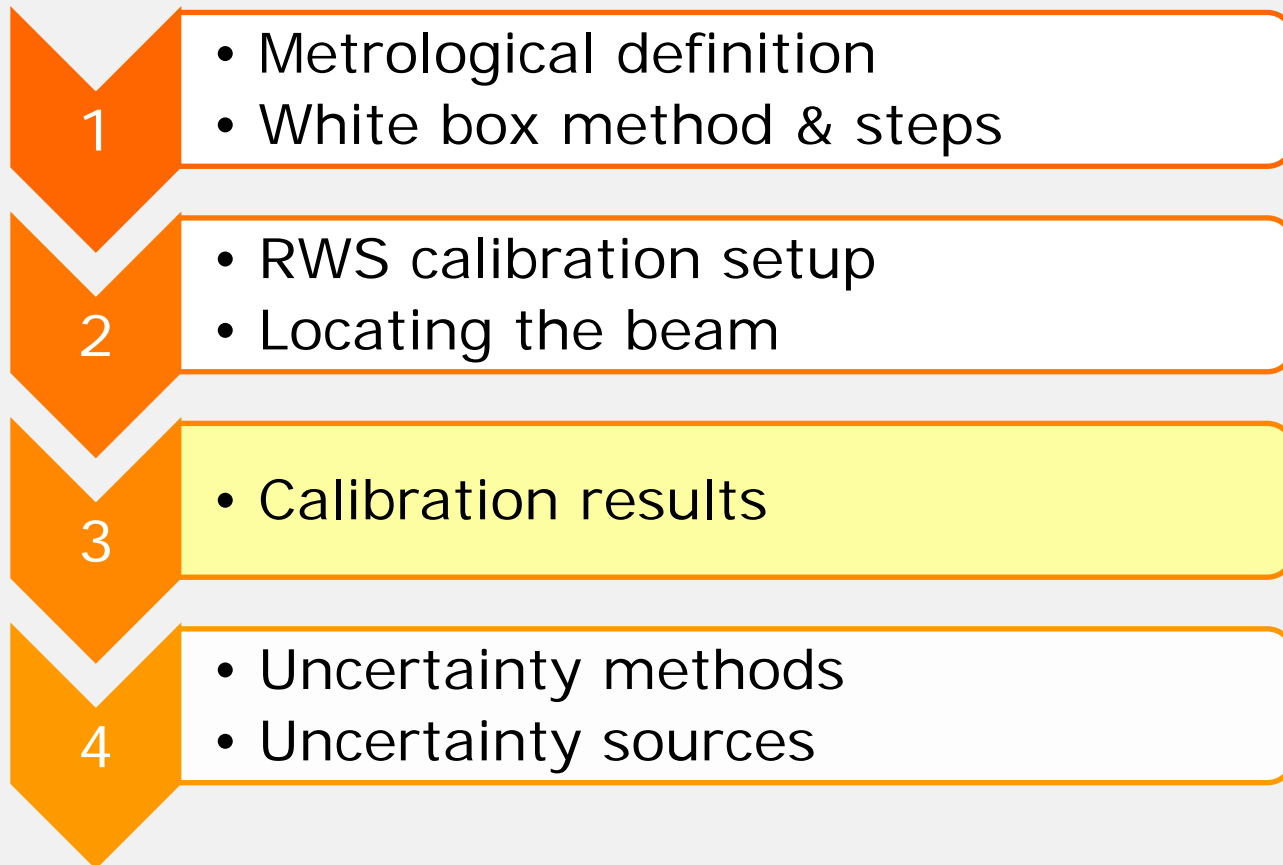 1
• Metrological definition
• White box method & steps
2
• RWS calibration setup
• Locating the beam
3
• Calibration results
4
• Uncertainty methods
• Uncertainty sources